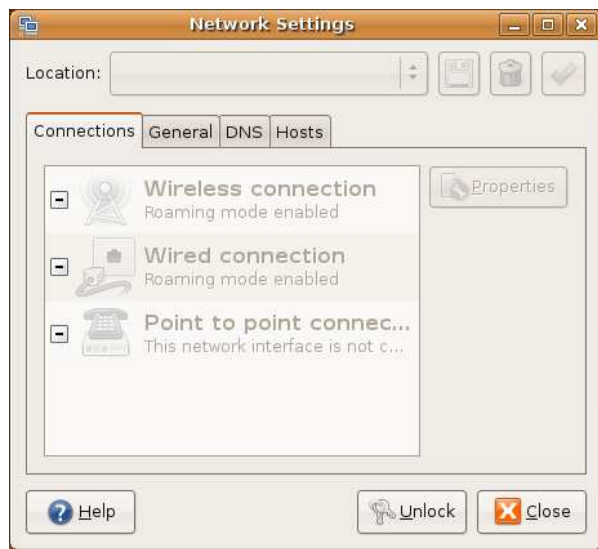 Network Settings
Location:
Connections General DNS Hosts
Wireless connection
Roaming mode enabled
Properties
Wired connection
Roaming mode enabled
Point to point connec...
This network interface is not c...
Help
Unlock
Close